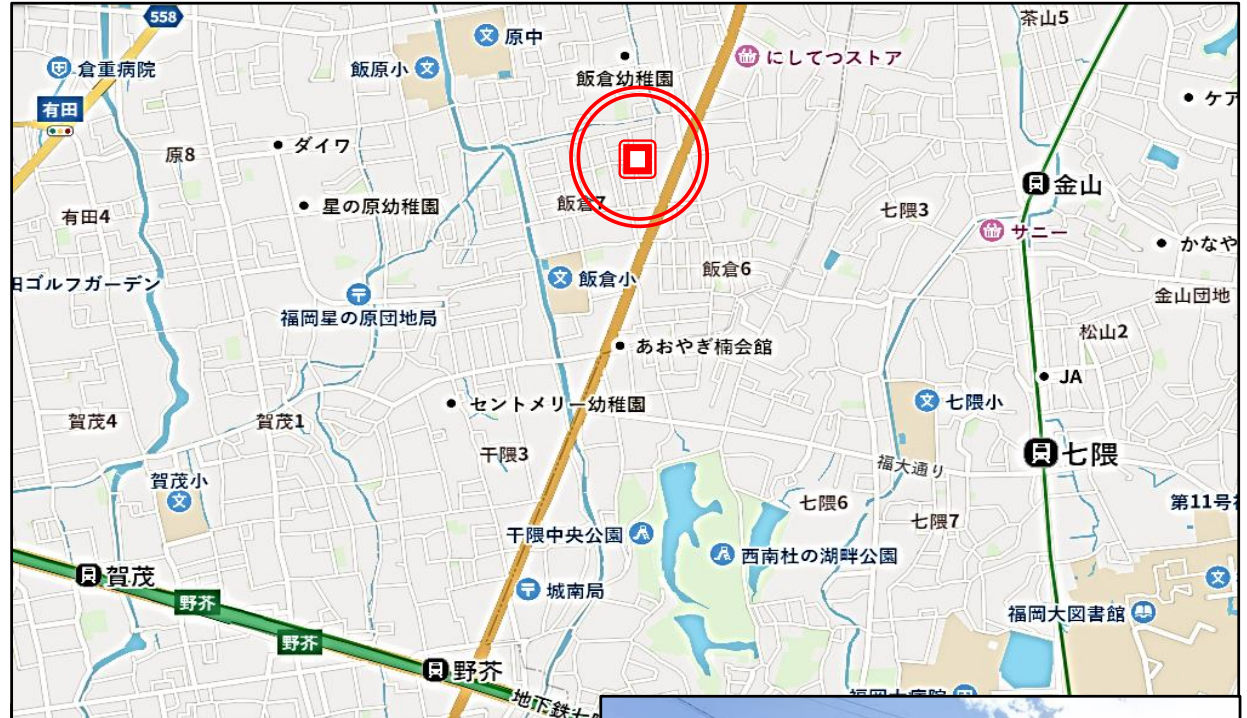 558
茶山5
原中
にしてつストア
倉重病院
飯原小
飯倉幼稚園
有田
ダイワ
原8
金山
星の原幼稚園
飯倉7
七隈3
有田4
サニー
かなや
飯倉6
飯倉小
田ゴルフガーデン
金山団地
福岡星の原団地局
松山2
あおやぎ楠会館
JA
七隈小
セントメリー幼稚園
賀茂4
賀茂1
干隈3
七隈
福大通り
賀茂小
七隈6
第11号
七隈7
干隈中央公園
西南杜の湖畔公園
賀茂
城南局
野芥
福岡大図書館
野芥
野芥
地下鉄七
福岡大病院